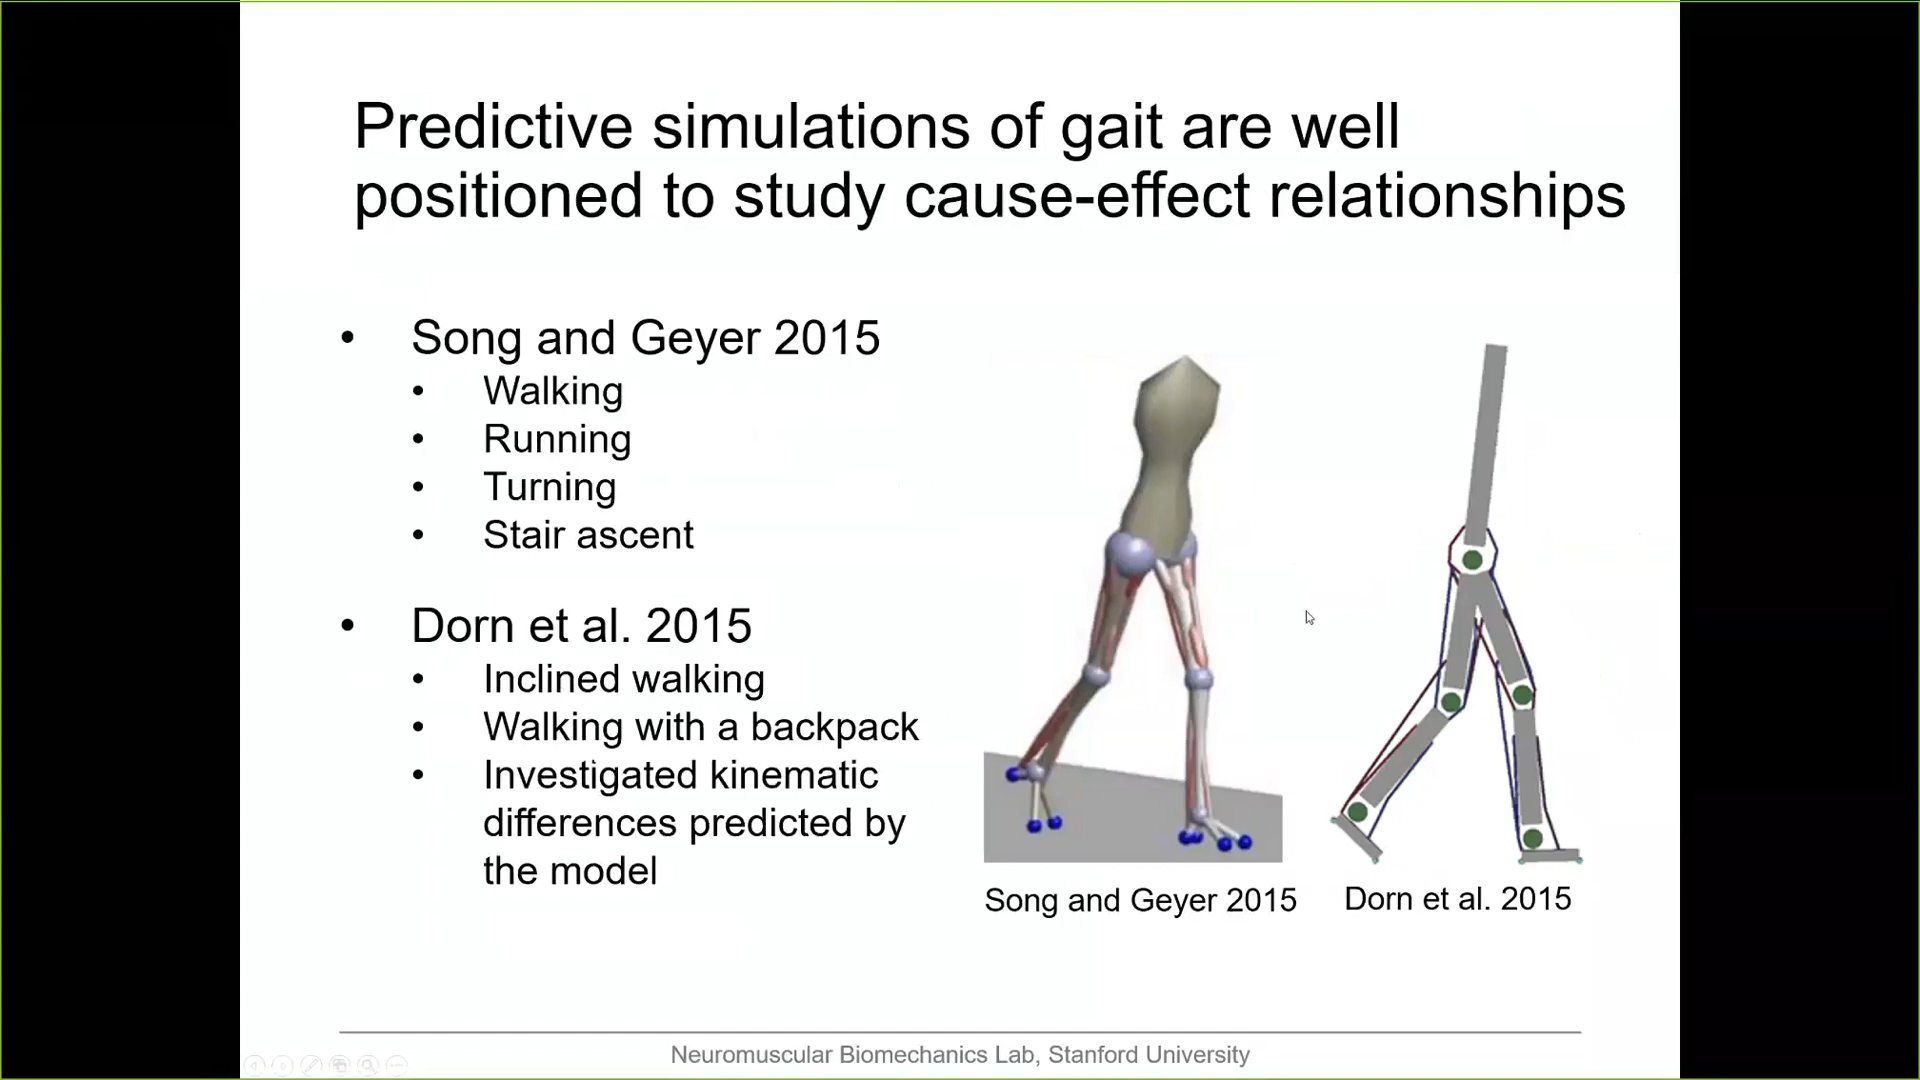 Predictive simulations of gait are well
positioned to study cause-effect relationships
• Song and Geyer 2015
• Walking
• Running
• Turning
• Stair ascent
• Dorn et al. 2015
• Inclined walking
• Walking with a backpack
• Investigated kinematic
differences predicted by
the model
Song and Geyer 2015
Dorn et al. 2015
Neuromuscular Biomechanics Lab, Stanford University